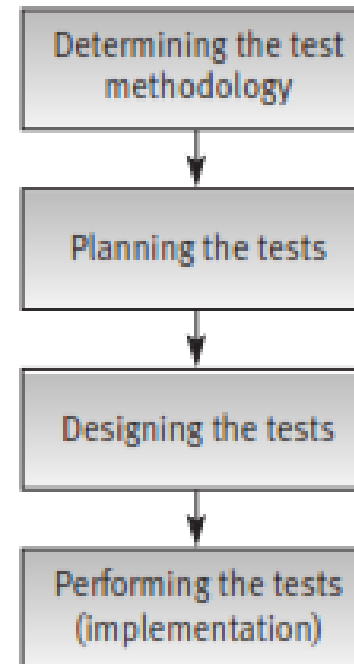 Determining the test
methodology
Planning the tests
Designing the tests
Performing the tests
(implementation)